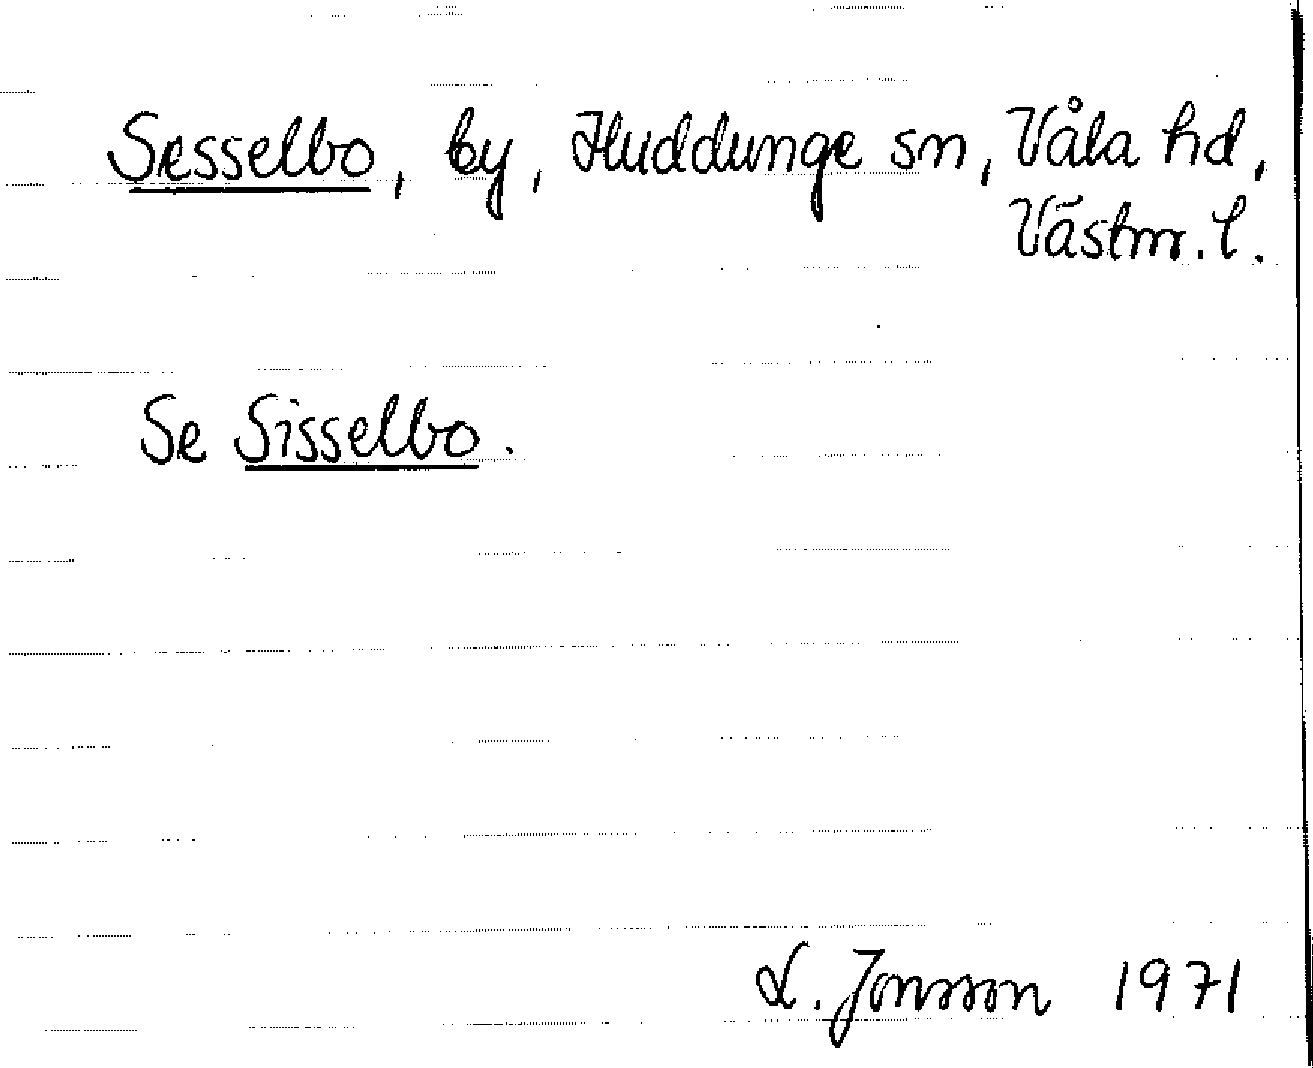 Sesselbo, by, Huddunge sn, Våla hd,
Västm. l.
Se Sisselbo.
L. Jonsson 1971